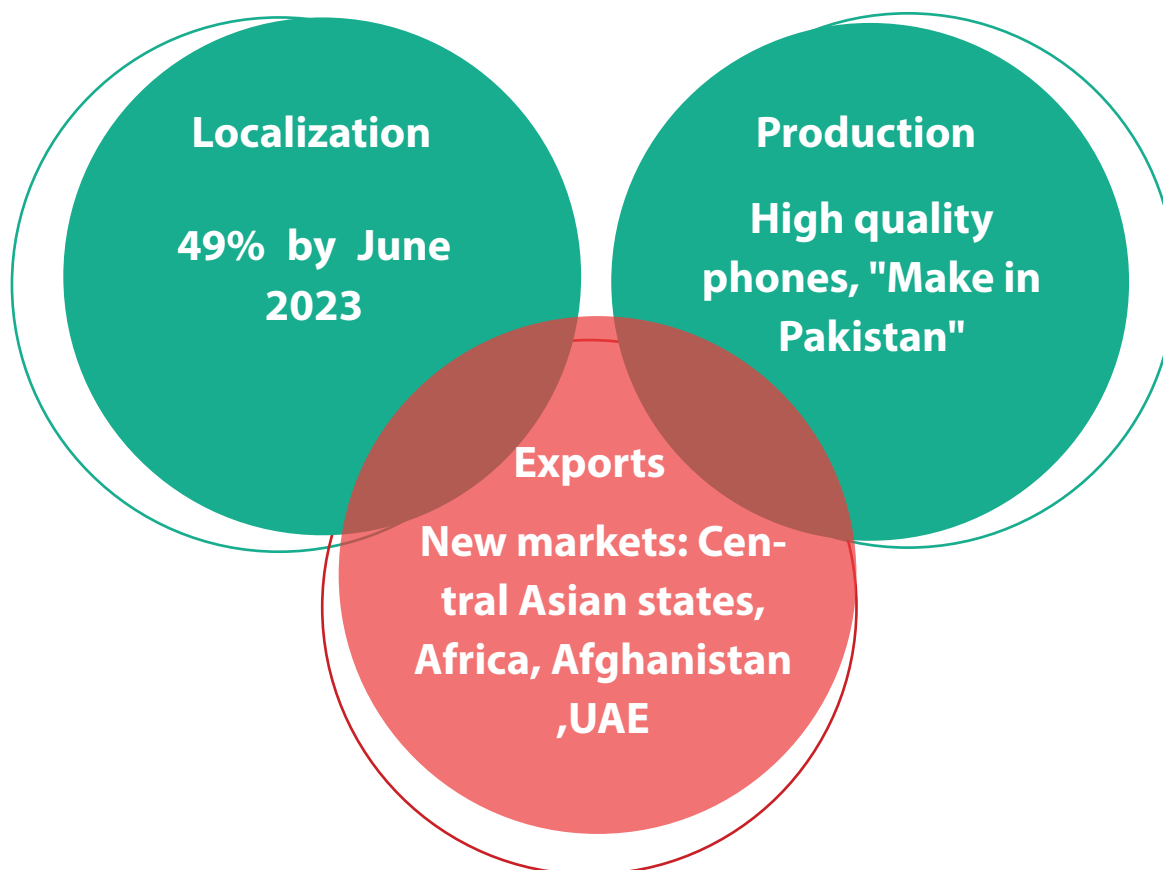 Localization
49% by June
2023
Production
High quality
phones, "Make in
Pakistan"
Exports
New markets: Cen-
tral Asian states,
Africa, Afghanistan
,UAE